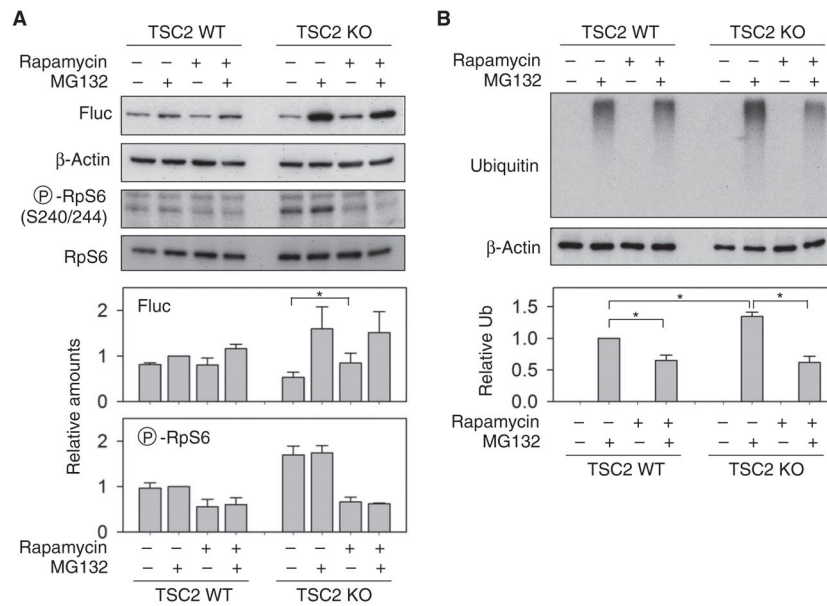 A
TSC2 WT TSC2 KO
Rapamycin − − + + − − + +
MG132 − + − + − + − +
Fluc
β-Actin
Ⓟ-RpS6
(S240/244)
RpS6
Relative amounts
2
1
0
Fluc
*
2
1
0
Ⓟ-RpS6
Rapamycin − − + + − − + +
MG132 − + − + − + − +
TSC2 WT TSC2 KO
B
TSC2 WT TSC2 KO
Rapamycin − − + + − − + +
MG132 − + − + − + − +
Ubiquitin
β-Actin
Relative Ub
1.5
1.0
0.5
0.0
* * *
Rapamycin − − + + − − + +
MG132 − + − + − + − +
TSC2 WT TSC2 KO